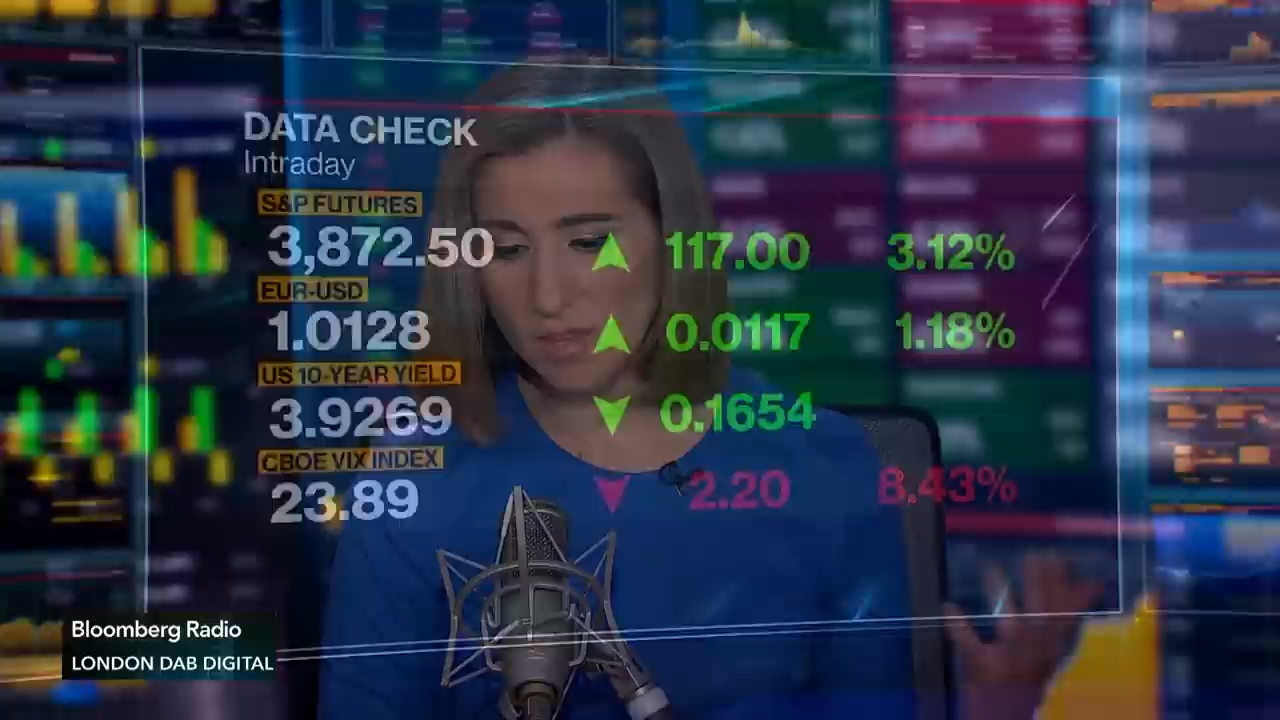 DATA CHECK
Intraday
S&P FUTURES
3,872.50 ▲ 117.00 3.12%
EUR-USD
1.0128 ▲ 0.0117 1.18%
US 10-YEAR YIELD
3.9269 ▼ 0.1654
CBOE VIX INDEX
23.89 ▼ 2.20 8.43%
Bloomberg Radio
LONDON DAB DIGITAL